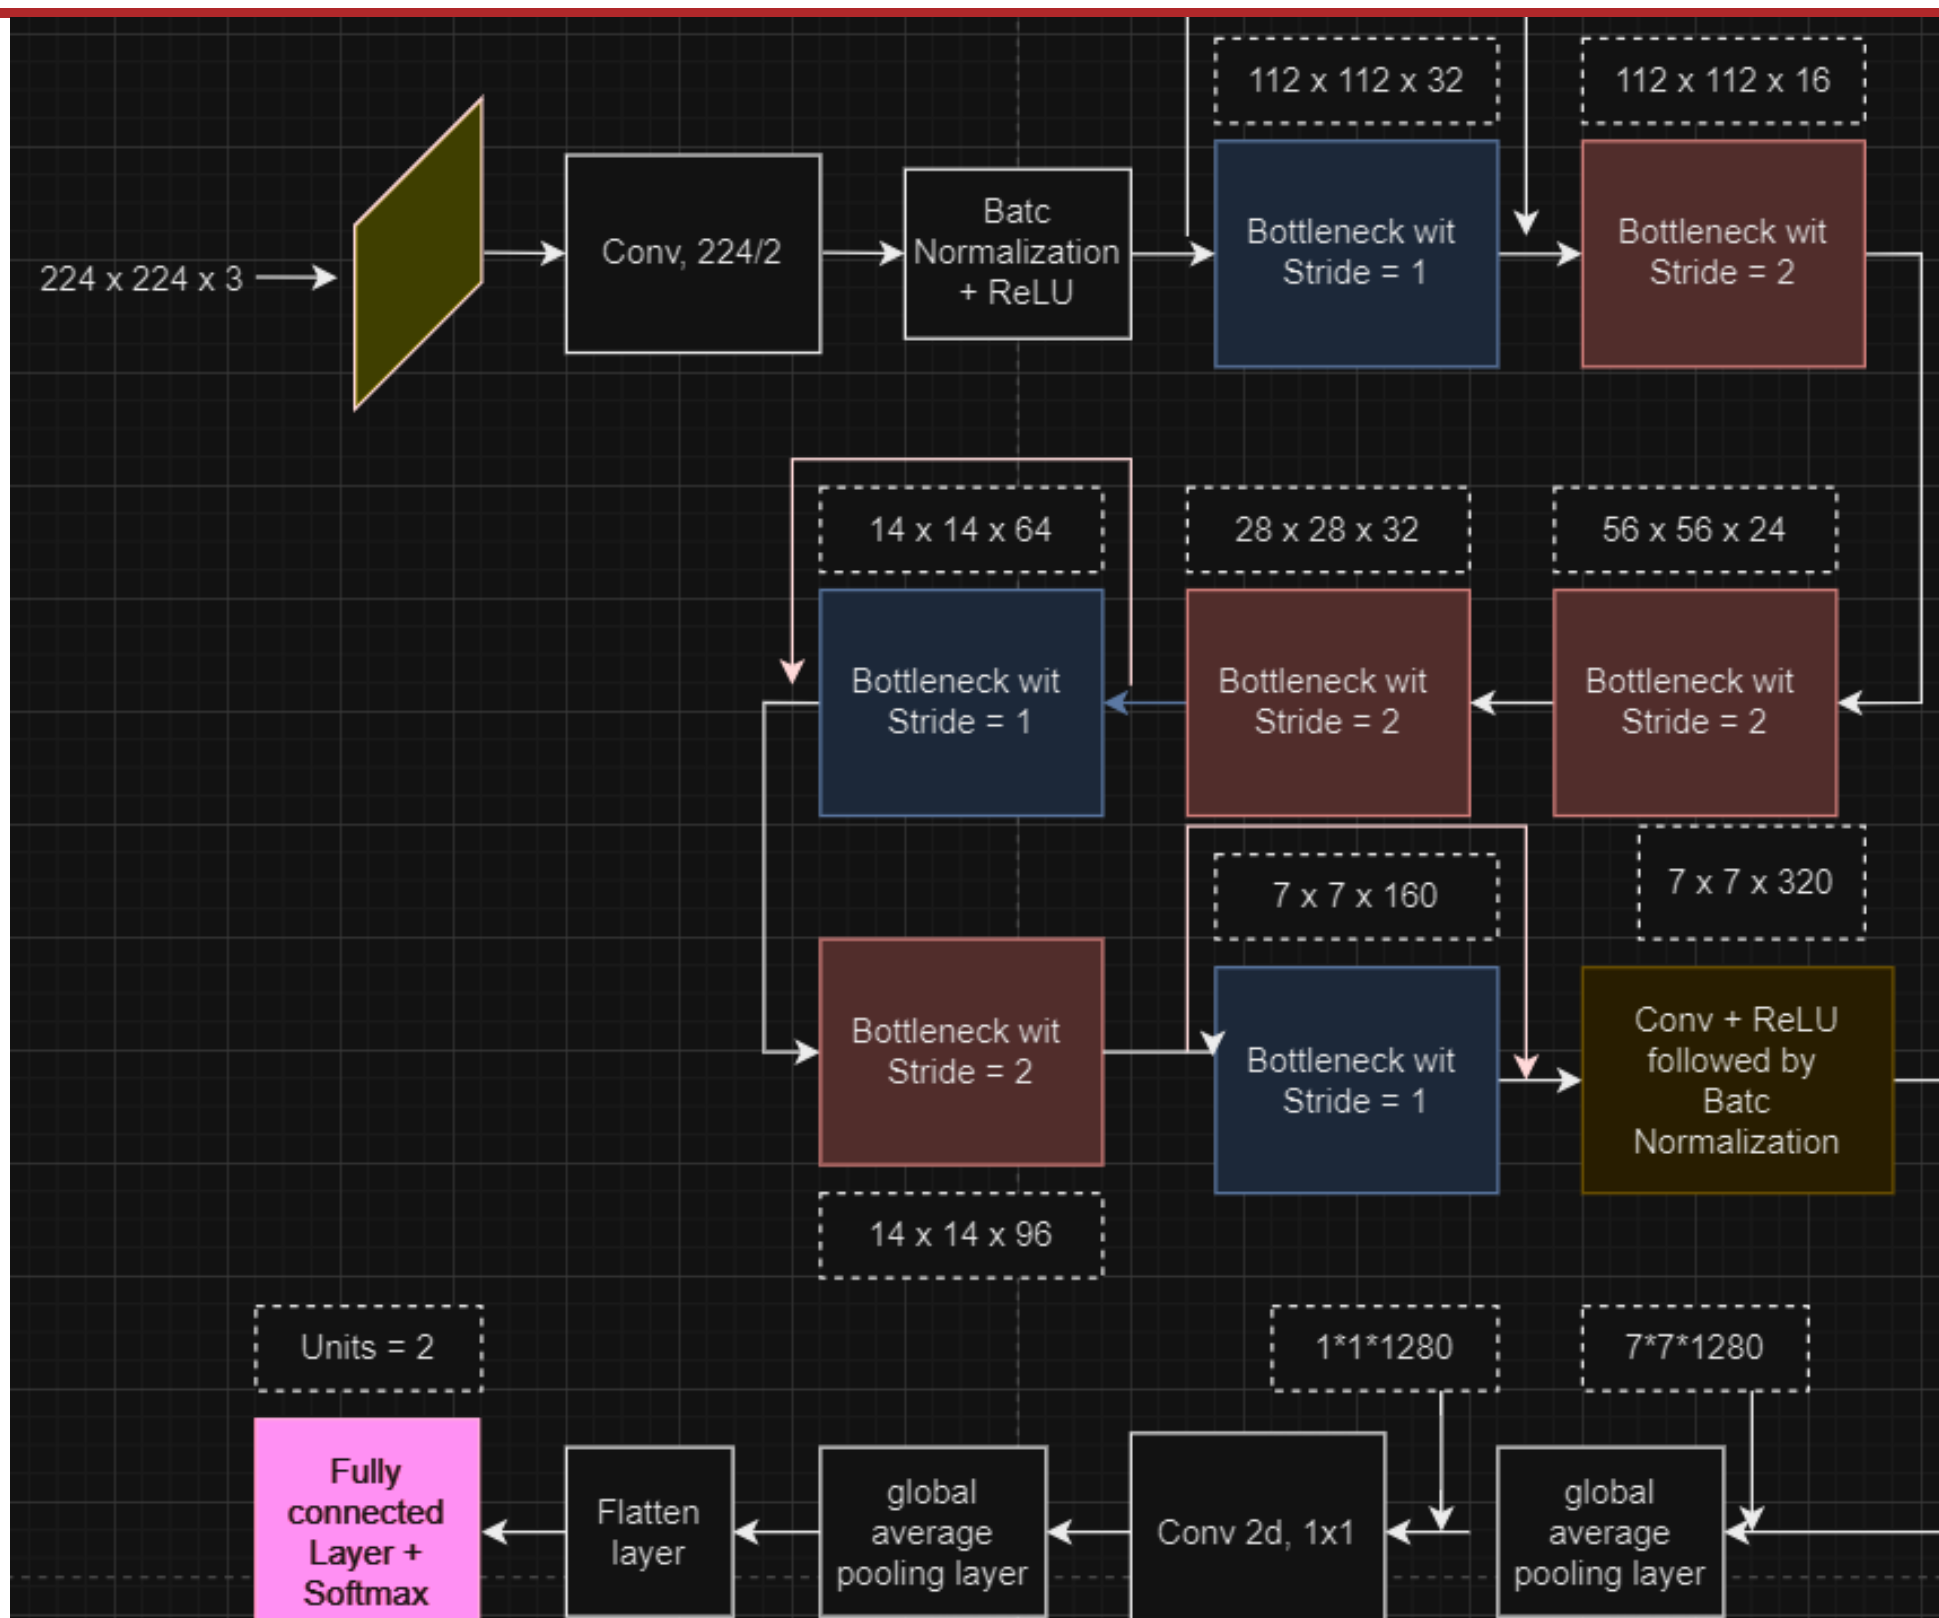 112 x 112 x 32
112 x 112 x 16
224 x 224 x 3
Conv, 224/2
Batc
Normalization
+ ReLU
Bottleneck wit
Stride = 1
Bottleneck wit
Stride = 2
14 x 14 x 64
28 x 28 x 32
56 x 56 x 24
Bottleneck wit
Stride = 1
Bottleneck wit
Stride = 2
Bottleneck wit
Stride = 2
7 x 7 x 160
7 x 7 x 320
Bottleneck wit
Stride = 2
Bottleneck wit
Stride = 1
Conv + ReLU
followed by
Batc
Normalization
14 x 14 x 96
Units = 2
1*1*1280
7*7*1280
Fully
connected
Layer +
Softmax
Flatten
layer
global
average
pooling layer
Conv 2d, 1x1
global
average
pooling layer